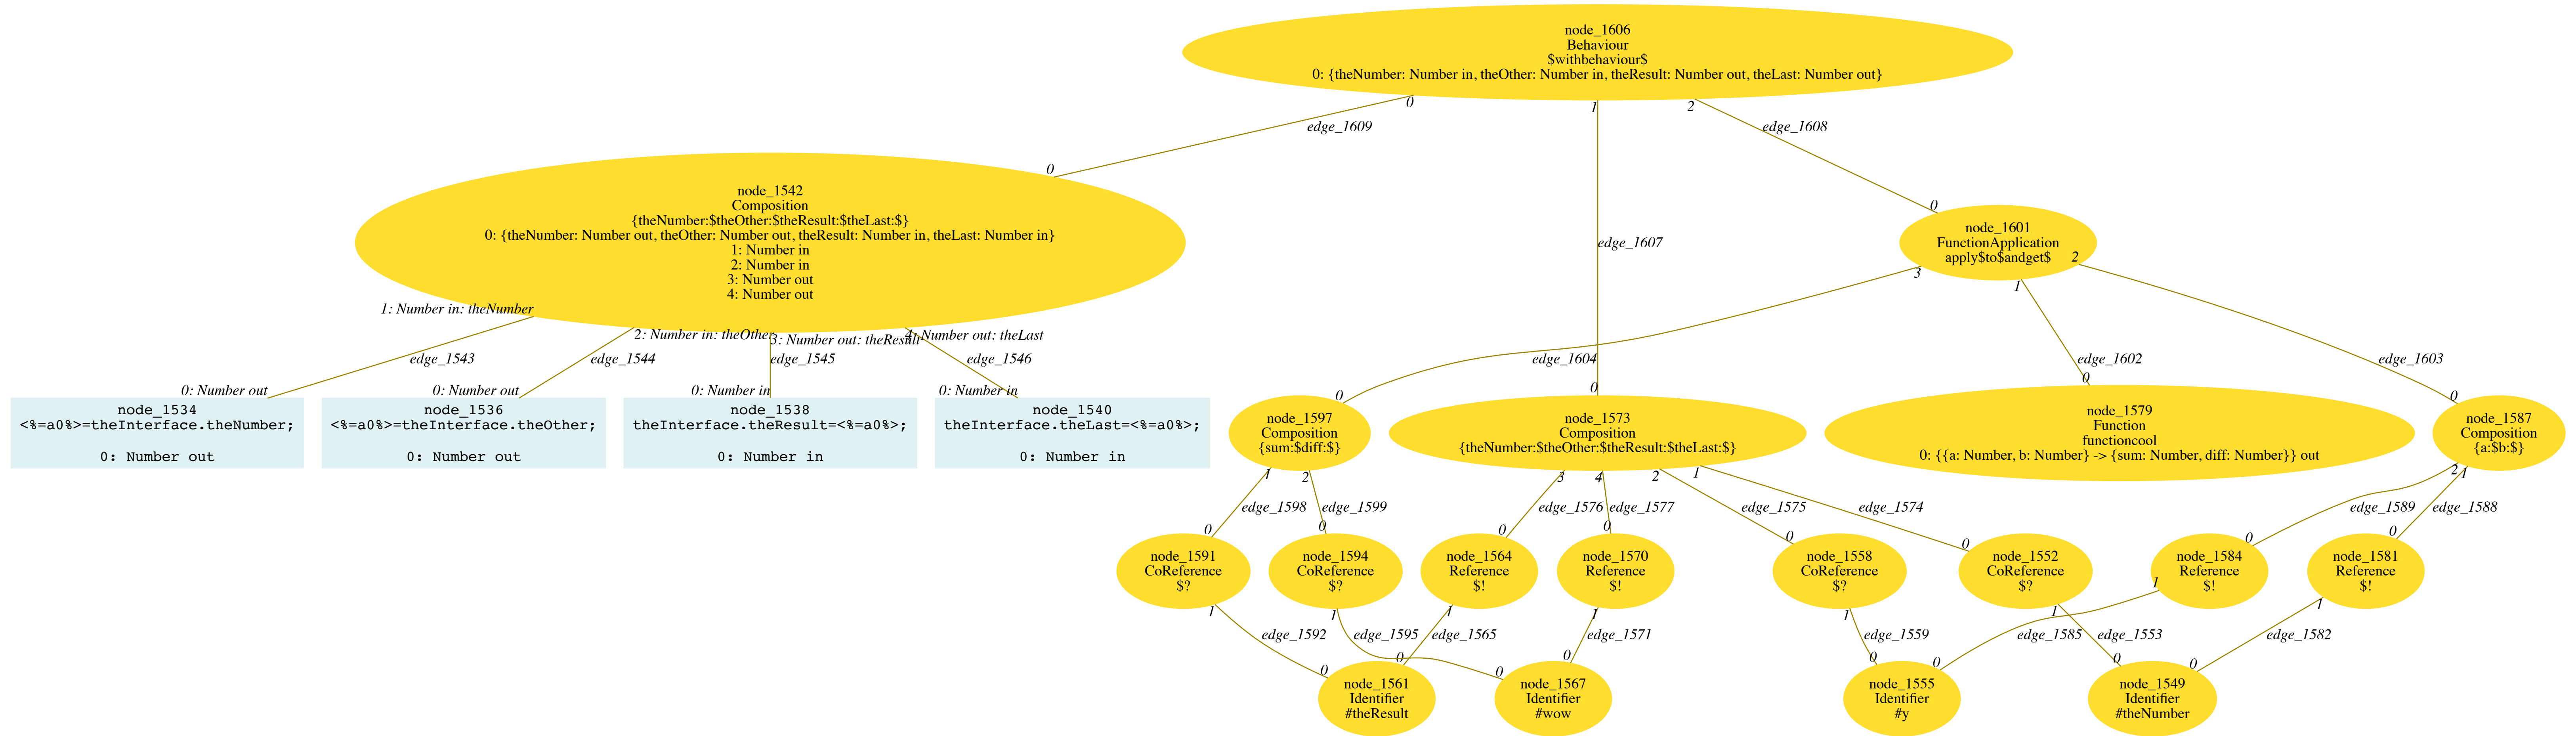 node_1606
Behaviour
$withbehaviour$
0: {theNumber: Number in, theOther: Number in, theResult: Number out, theLast: Number out}
0
1
2
edge_1609
edge_1608
0
node_1542
Composition
{theNumber:$theOther:$theResult:$theLast:$}
0: {theNumber: Number out, theOther: Number out, theResult: Number in, theLast: Number in}
1: Number in
2: Number in
3: Number out
4: Number out
edge_1607
0
node_1601
FunctionApplication
apply$to$andget$
3
1
2
1: Number in: theNumber
2: Number in: theOther
3: Number out: theResult
4: Number out: theLast
edge_1543
edge_1544
edge_1545
edge_1546
edge_1604
edge_1602
edge_1603
0: Number out
0: Number out
0: Number in
0: Number in
0
0
0
0
node_1534
<%=a0%>=theInterface.theNumber;
0: Number out
node_1536
<%=a0%>=theInterface.theOther;
0: Number out
node_1538
theInterface.theResult=<%=a0%>;
0: Number in
node_1540
theInterface.theLast=<%=a0%>;
0: Number in
node_1597
Composition
{sum:$diff:$}
node_1573
Composition
{theNumber:$theOther:$theResult:$theLast:$}
node_1579
Function
functioncool
0: {{a: Number, b: Number} -> {sum: Number, diff: Number}} out
node_1587
Composition
{a:$b:$}
1
2
3
4
2
1
2
1
edge_1598
edge_1599
edge_1576
edge_1577
edge_1575
edge_1574
edge_1589
edge_1588
0
0
0
0
0
0
0
0
node_1591
CoReference
$?
node_1594
CoReference
$?
node_1564
Reference
$!
node_1570
Reference
$!
node_1558
CoReference
$?
node_1552
CoReference
$?
node_1584
Reference
$!
node_1581
Reference
$!
1
1
1
1
1
1
1
1
edge_1592
edge_1595
edge_1565
edge_1571
edge_1559
edge_1585
edge_1553
edge_1582
0
0
0
0
0
0
0
0
node_1561
Identifier
#theResult
node_1567
Identifier
#wow
node_1555
Identifier
#y
node_1549
Identifier
#theNumber